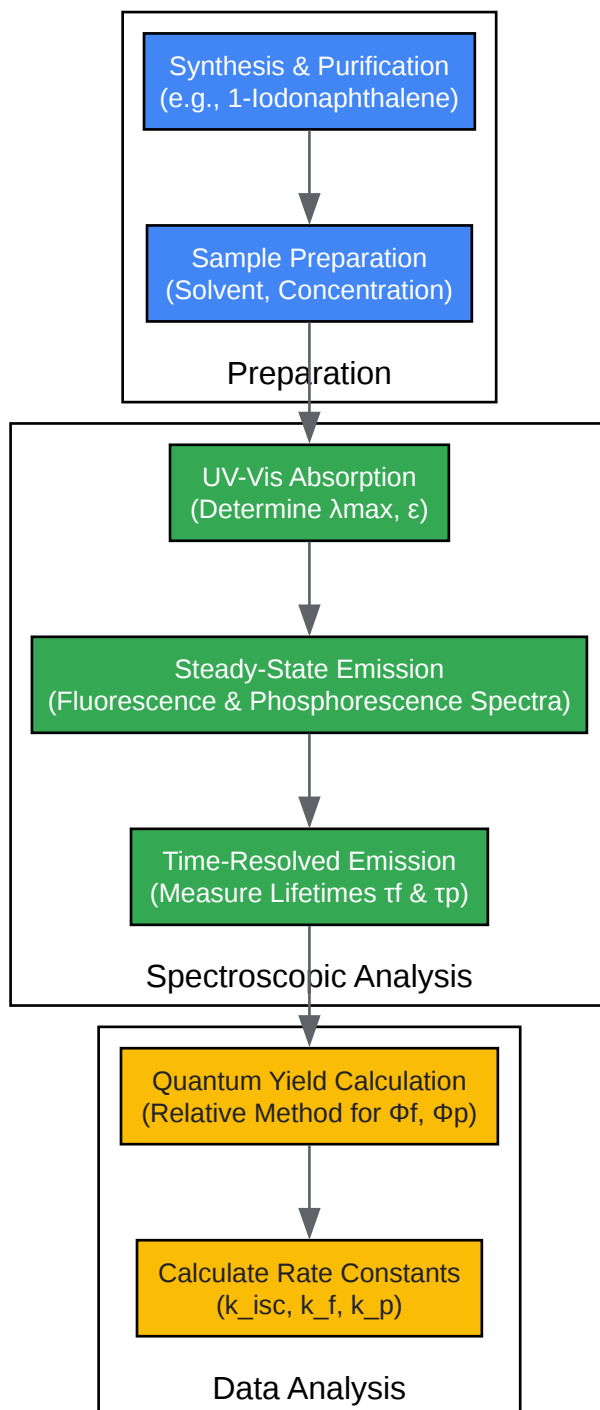 Synthesis & Purification
(e.g., 1-Iodonaphthalene)
Sample Preparation
(Solvent, Concentration)
Preparation
UV-Vis Absorption
(Determine λmax, ε)
Steady-State Emission
(Fluorescence & Phosphorescence Spectra)
Time-Resolved Emission
(Measure Lifetimes τf & τp)
Spectroscopic Analysis
Quantum Yield Calculation
(Relative Method for Φf, Φp)
Calculate Rate Constants
(k_isc, k_f, k_p)
Data Analysis